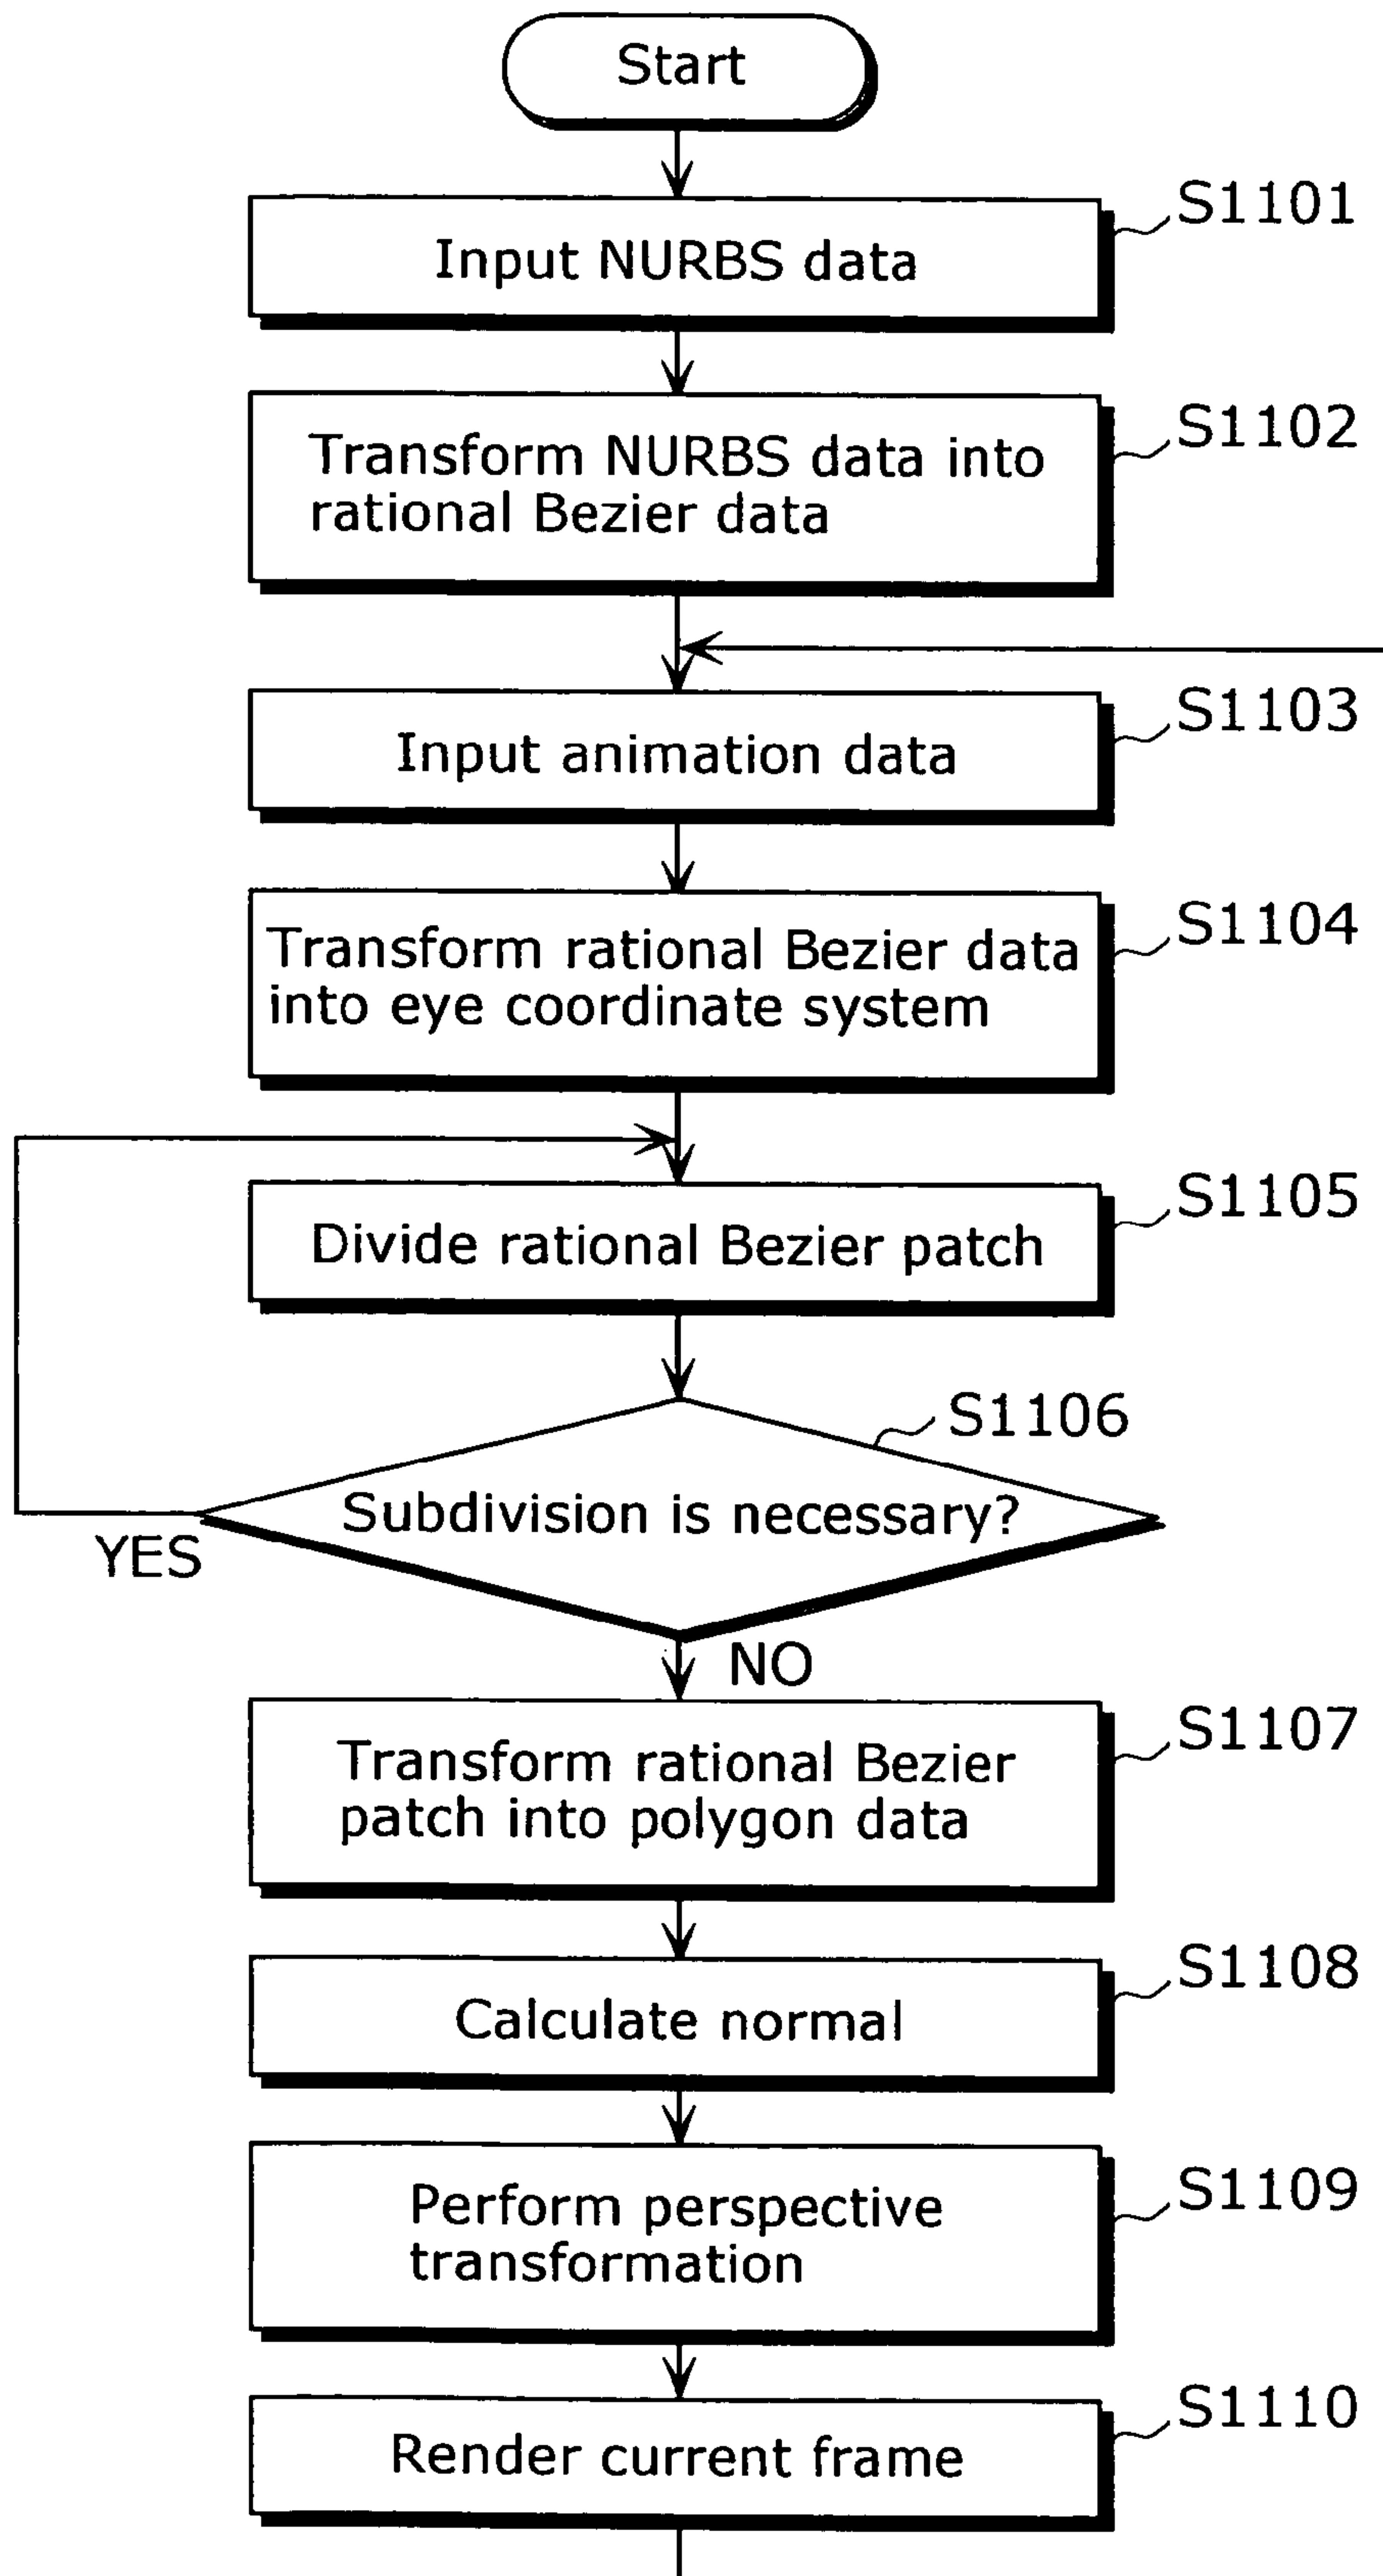 Start
S1101
Input NURBS data
S1102
Transform NURBS data into
rational Bezier data
S1103
Input animation data
S1104
Transform rational Bezier data
into eye coordinate system
S1105
Divide rational Bezier patch
S1106
Subdivision is necessary?
YES
NO
S1107
Transform rational Bezier
patch into polygon data
S1108
Calculate normal
S1109
Perform perspective
transformation
S1110
Render current frame